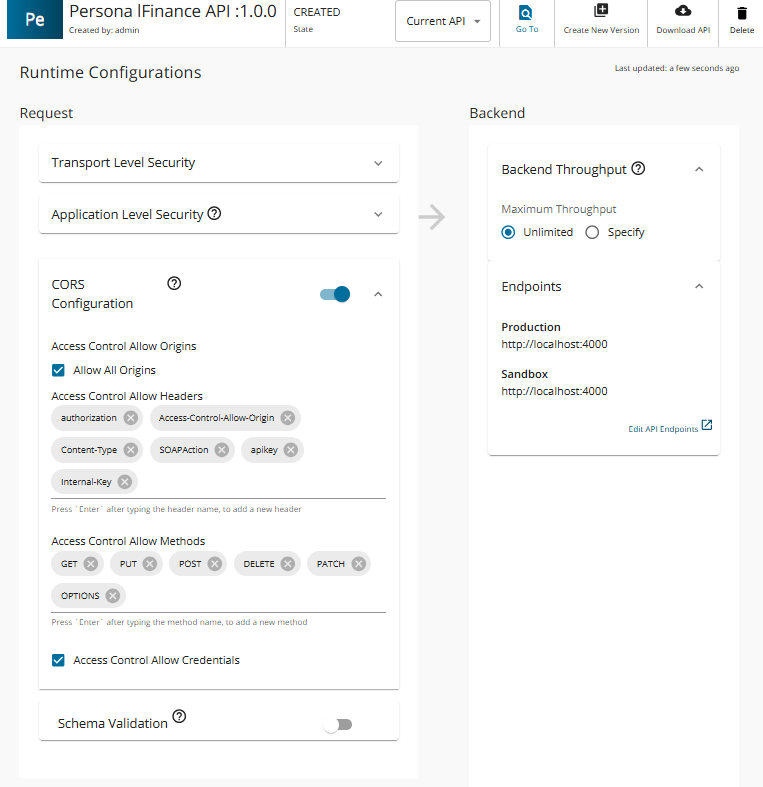 Pe
Persona lFinance API :1.0.0
Created by: admin
CREATED
State
Current API
Go To
Create New Version
Download API
Delete
Runtime Configurations
Last updated: a few seconds ago
Request
Transport Level Security
Application Level Security
CORS
Configuration
Access Control Allow Origins
Allow All Origins
Access Control Allow Headers
authorization
Access-Control-Allow-Origin
Content-Type
SOAPAction
apikey
Internal-Key
Press `Enter` after typing the header name, to add a new header
Access Control Allow Methods
GET
PUT
POST
DELETE
PATCH
OPTIONS
Press `Enter` after typing the method name, to add a new method
Access Control Allow Credentials
Schema Validation
Backend
Backend Throughput
Maximum Throughput
Unlimited
Specify
Endpoints
Production
http://localhost:4000
Sandbox
http://localhost:4000
Edit API Endpoints